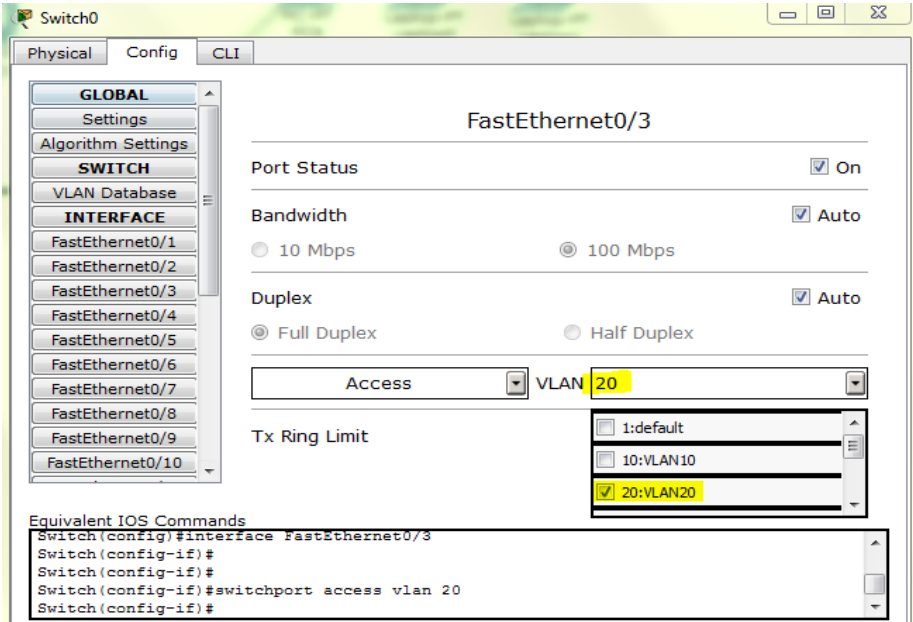 Switch0
Physical Config CLI
GLOBAL
Settings
Algorithm Settings
SWITCH
VLAN Database
INTERFACE
FastEthernet0/1
FastEthernet0/2
FastEthernet0/3
FastEthernet0/4
FastEthernet0/5
FastEthernet0/6
FastEthernet0/7
FastEthernet0/8
FastEthernet0/9
FastEthernet0/10
FastEthernet0/3
Port Status On
Bandwidth Auto
10 Mbps 100 Mbps
Duplex Auto
Full Duplex Half Duplex
Access VLAN 20
Tx Ring Limit
1:default
10:VLAN10
20:VLAN20
Equivalent IOS Commands
Switch(config)#interface FastEthernet0/3
Switch(config-if)#
Switch(config-if)#
Switch(config-if)#switchport access vlan 20
Switch(config-if)#